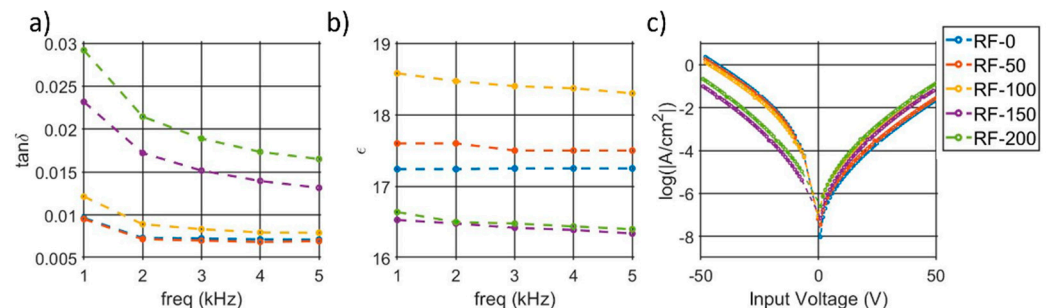 a)
0.03
0.025
0.02
0.015
0.01
0.005
tanδ
1 2 3 4 5
freq (kHz)
b)
19
18
17
16
ϵ
1 2 3 4 5
freq (kHz)
c)
0
-2
-4
-6
-8
log(|A/cm²|)
-50 0 50
Input Voltage (V)
RF-0
RF-50
RF-100
RF-150
RF-200